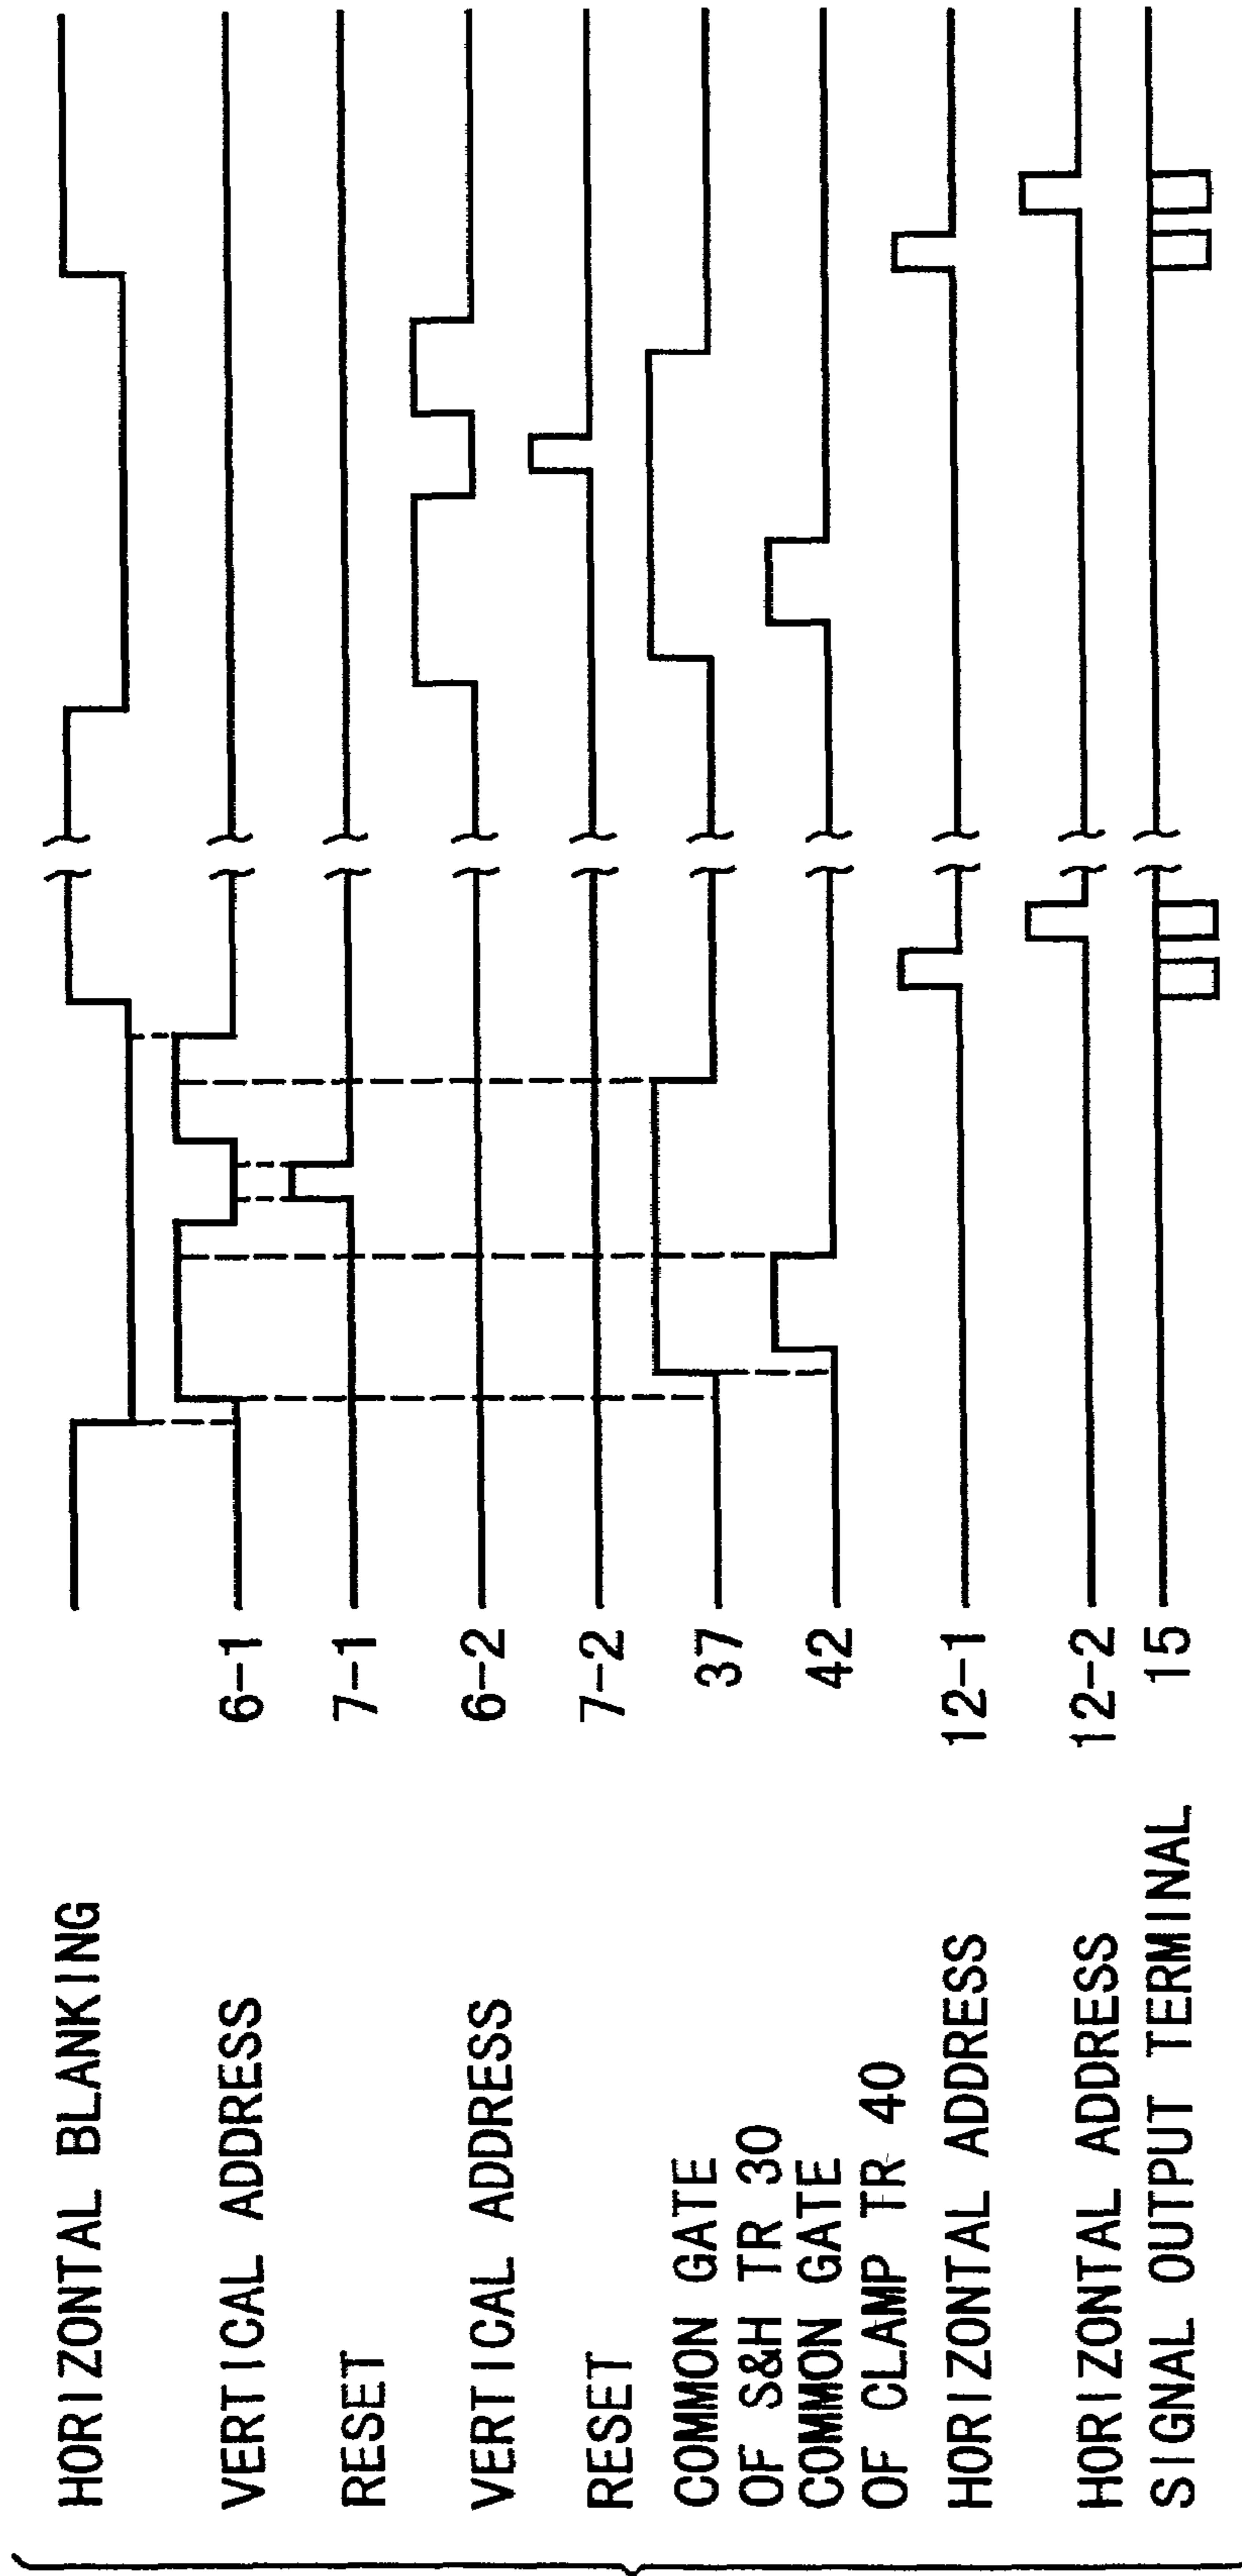 HORIZONTAL BLANKING
VERTICAL ADDRESS 6-1
RESET 7-1
VERTICAL ADDRESS 6-2
RESET 7-2
COMMON GATE
OF S&H TR 30 37
COMMON GATE
OF CLAMP TR 40 42
HORIZONTAL ADDRESS 12-1
HORIZONTAL ADDRESS 12-2
SIGNAL OUTPUT TERMINAL 15